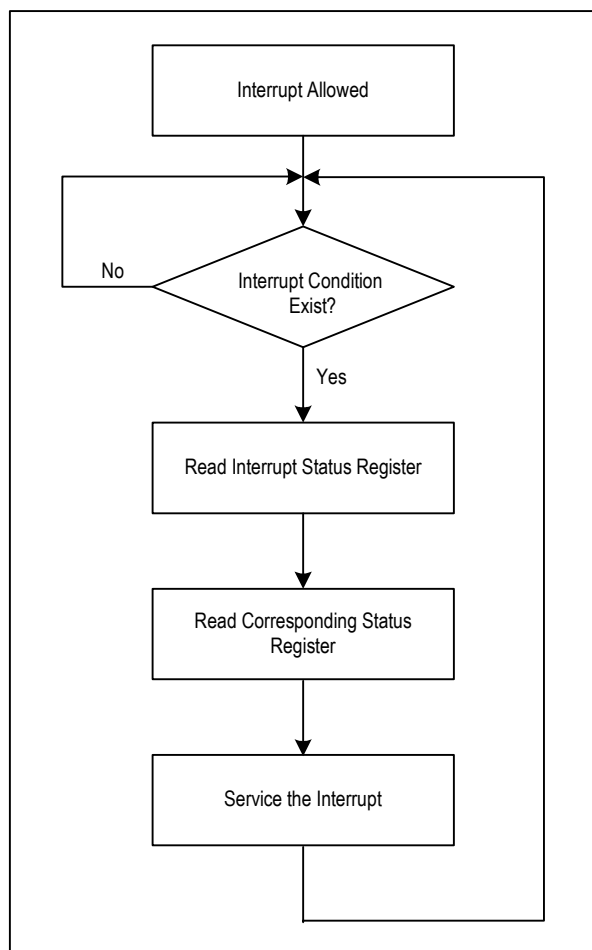 Interrupt Allowed
No
Interrupt Condition
Exist?
Yes
Read Interrupt Status Register
Read Corresponding Status
Register
Service the Interrupt